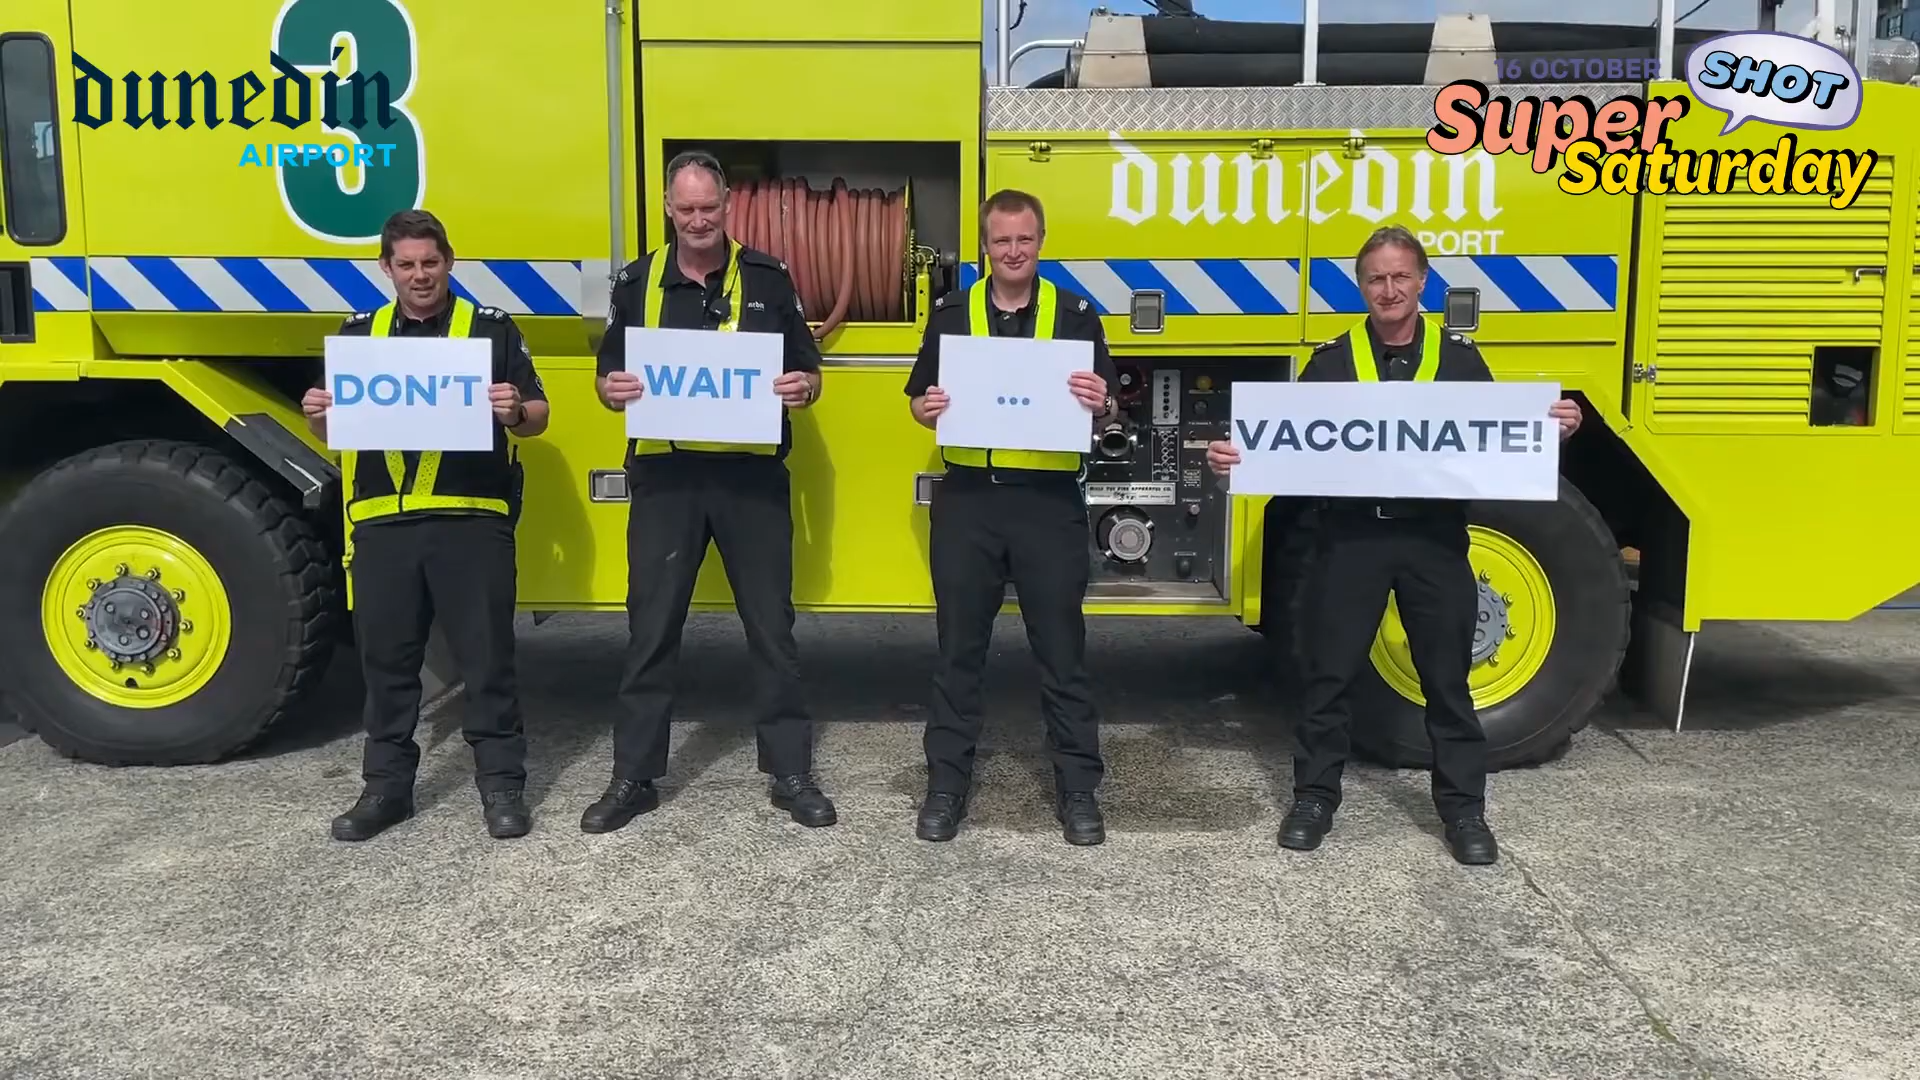 3
dunedin
AIRPORT
16 OCTOBER
SHOT
Super
Saturday
dunedin
PORT
DON'T
WAIT
...
VACCINATE!